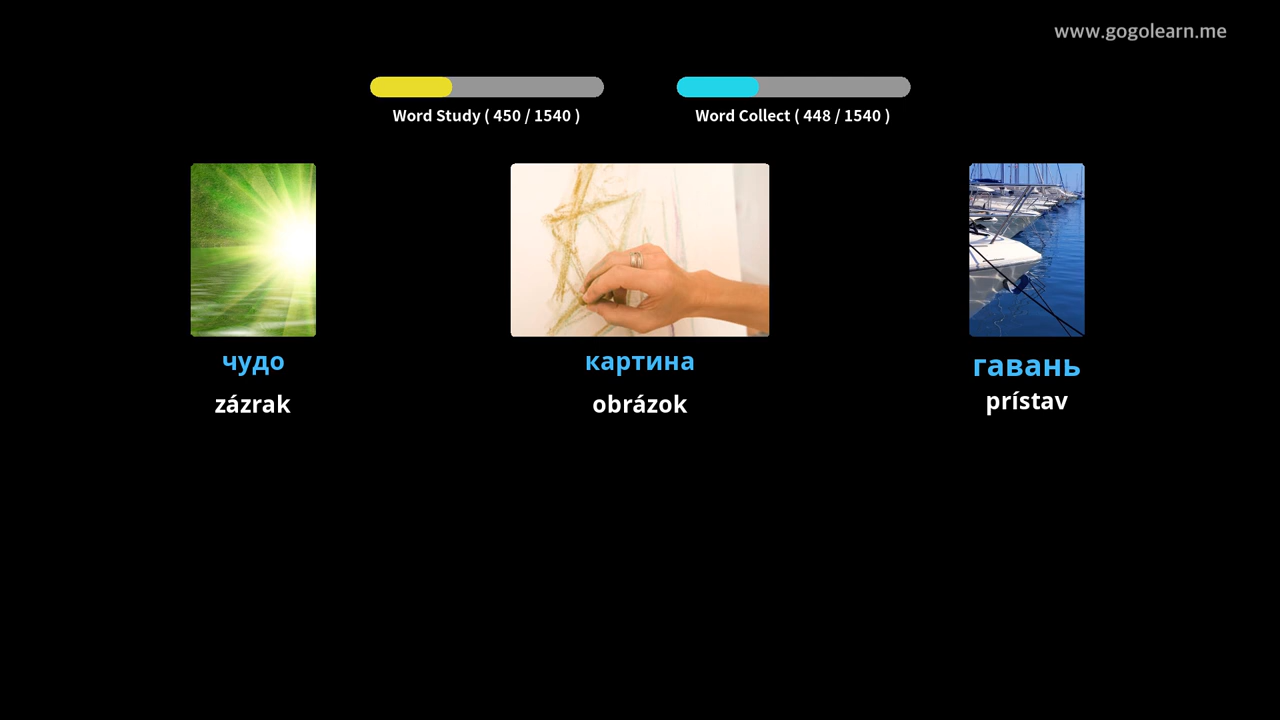 www.gogolearn.me
Word Study ( 450 / 1540 )
Word Collect ( 448 / 1540 )
чудо
картина
гавань
zázrak
obrázok
prístav